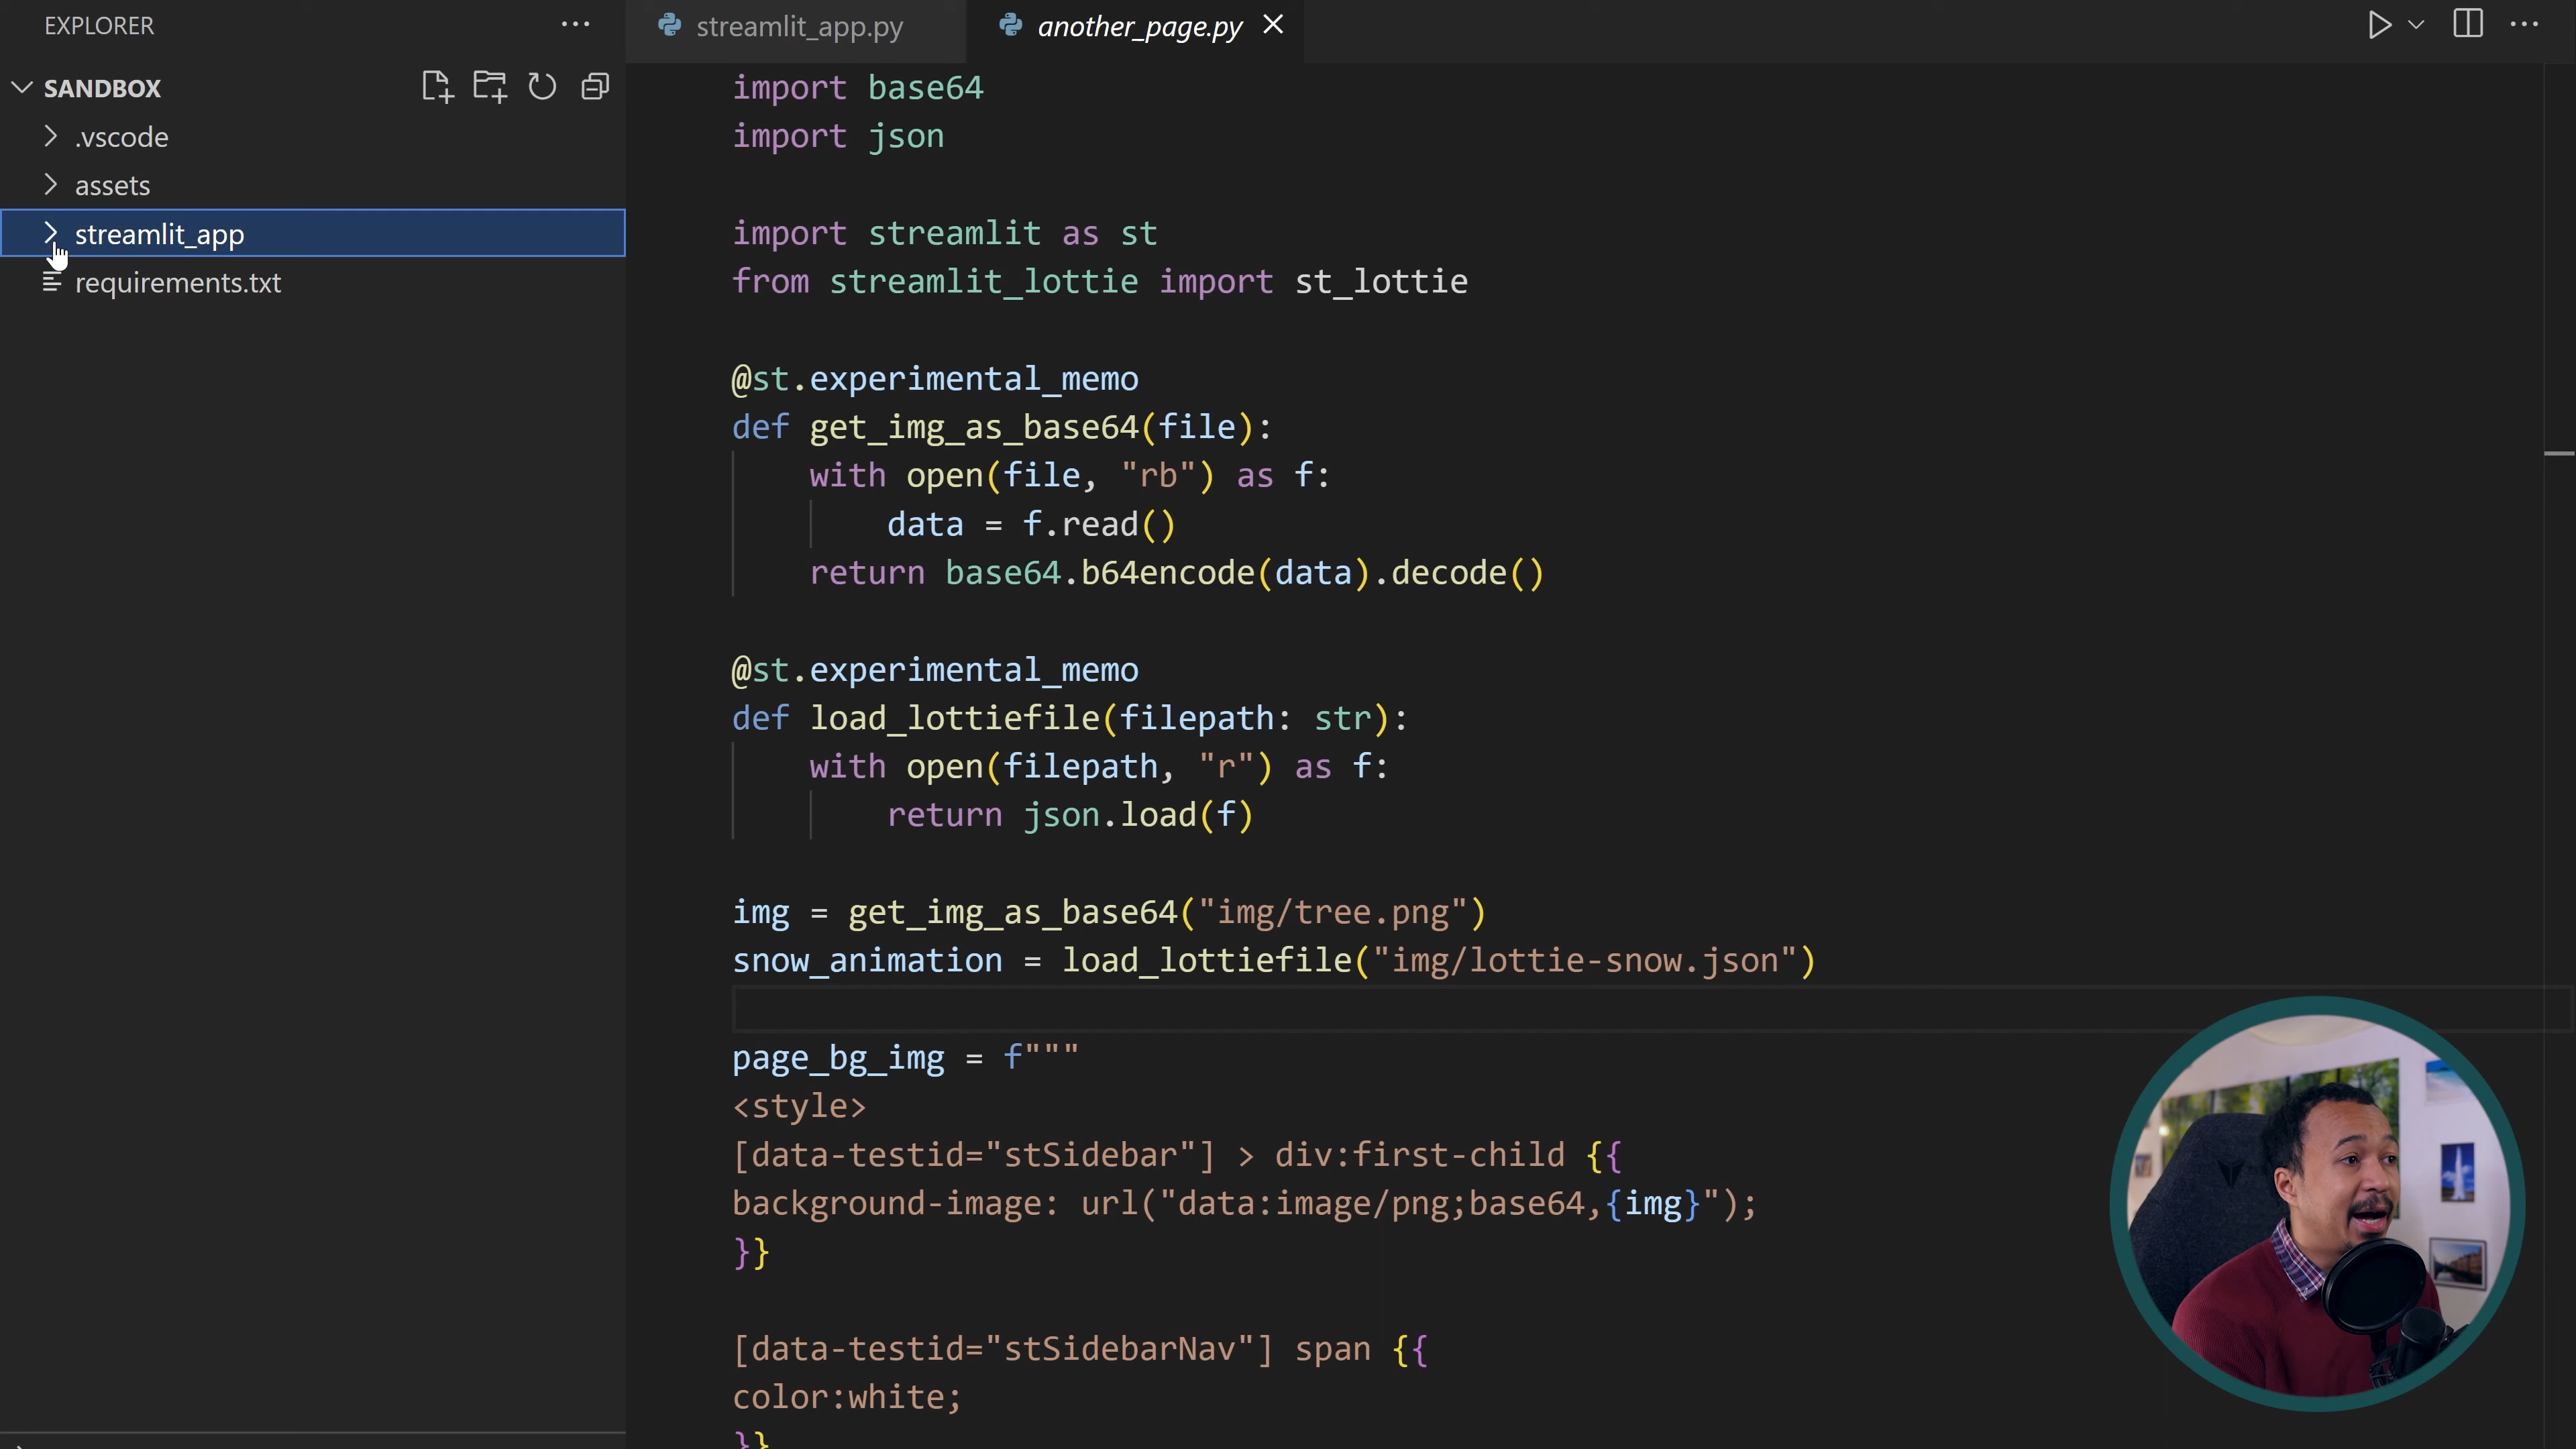 EXPLORER
SANDBOX
.vscode
assets
streamlit_app
requirements.txt
streamlit_app.py
another_page.py
import base64
import json
import streamlit as st
from streamlit_lottie import st_lottie
@st.experimental_memo
def get_img_as_base64(file):
with open(file, "rb") as f:
data = f.read()
return base64.b64encode(data).decode()
@st.experimental_memo
def load_lottiefile(filepath: str):
with open(filepath, "r") as f:
return json.load(f)
img = get_img_as_base64("img/tree.png")
snow_animation = load_lottiefile("img/lottie-snow.json")
page_bg_img = f"""
<style>
[data-testid="stSidebar"] > div:first-child {{
background-image: url("data:image/png;base64,{img}");
}}
[data-testid="stSidebarNav"] span {{
color:white;
}}